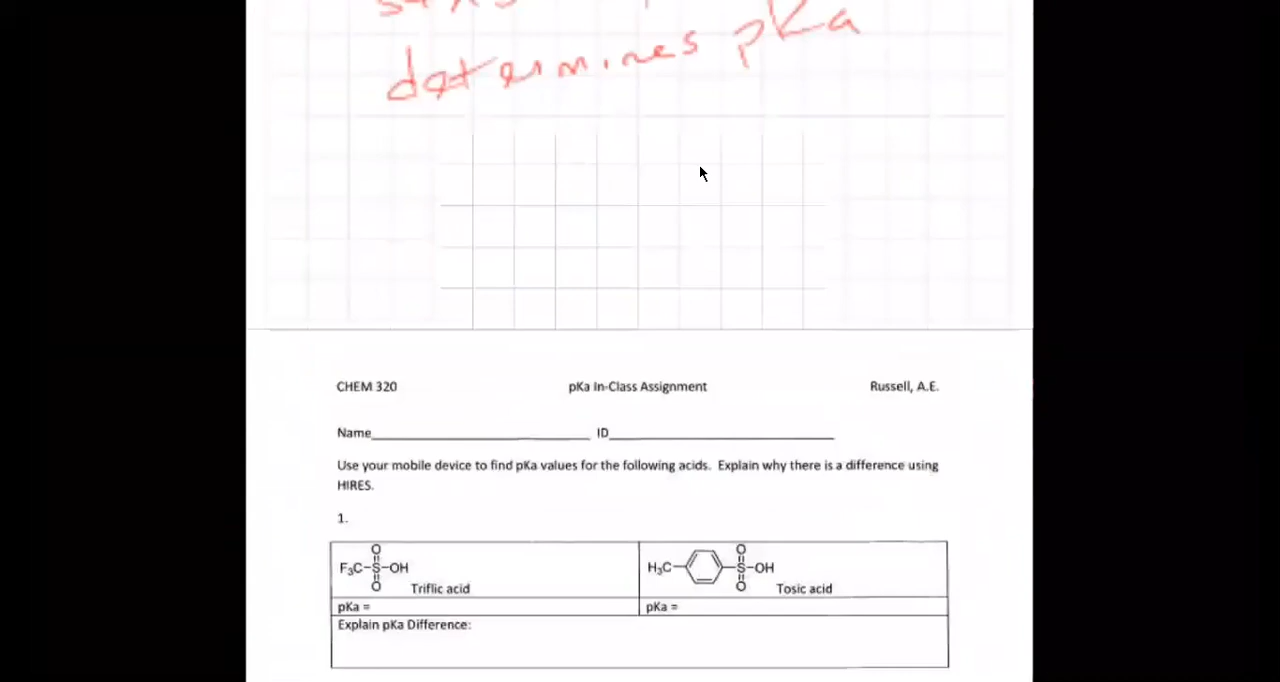 determines pKa
CHEM 320 pKa In-Class Assignment Russell, A.E.
Name ID
Use your mobile device to find pKa values for the following acids. Explain why there is a difference using
HIRES.
1.
O
F₃C-S-OH
O
Triflic acid
O
H₃C S-OH
O
Tosic acid
pKa = pKa =
Explain pKa Difference: